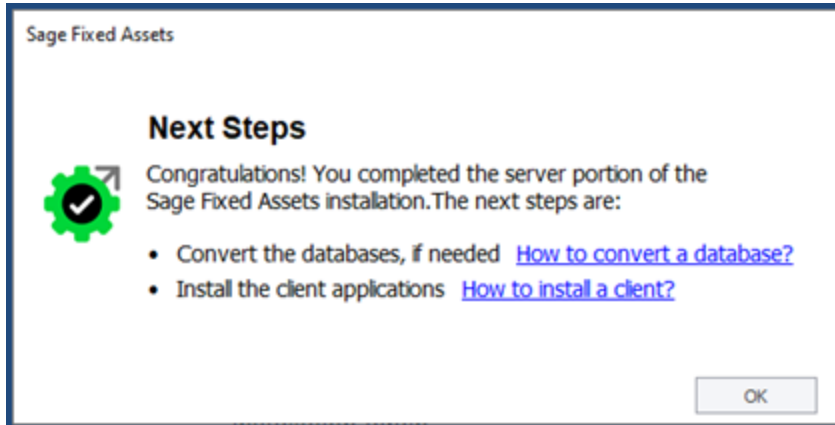 Sage Fixed Assets
Next Steps
Congratulations! You completed the server portion of the
Sage Fixed Assets installation.The next steps are:
• Convert the databases, if needed How to convert a database?
• Install the client applications How to install a client?
OK